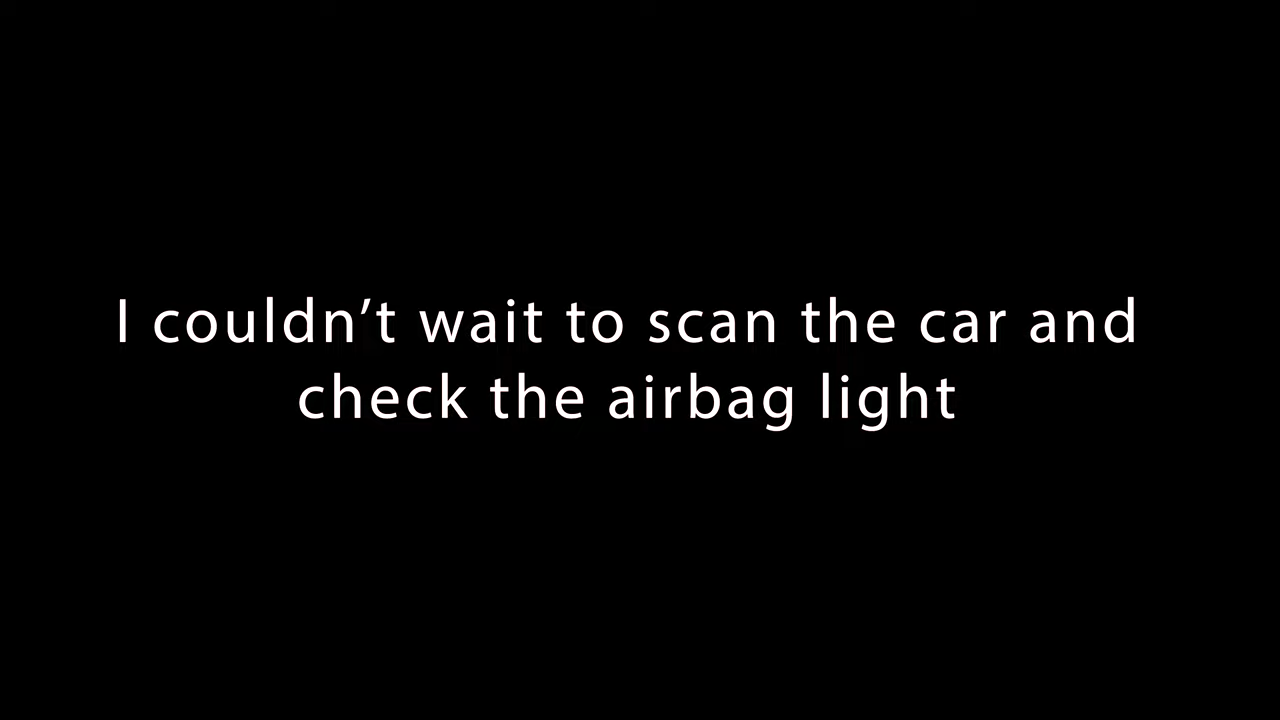 I couldn’t wait to scan the car and
check the airbag light